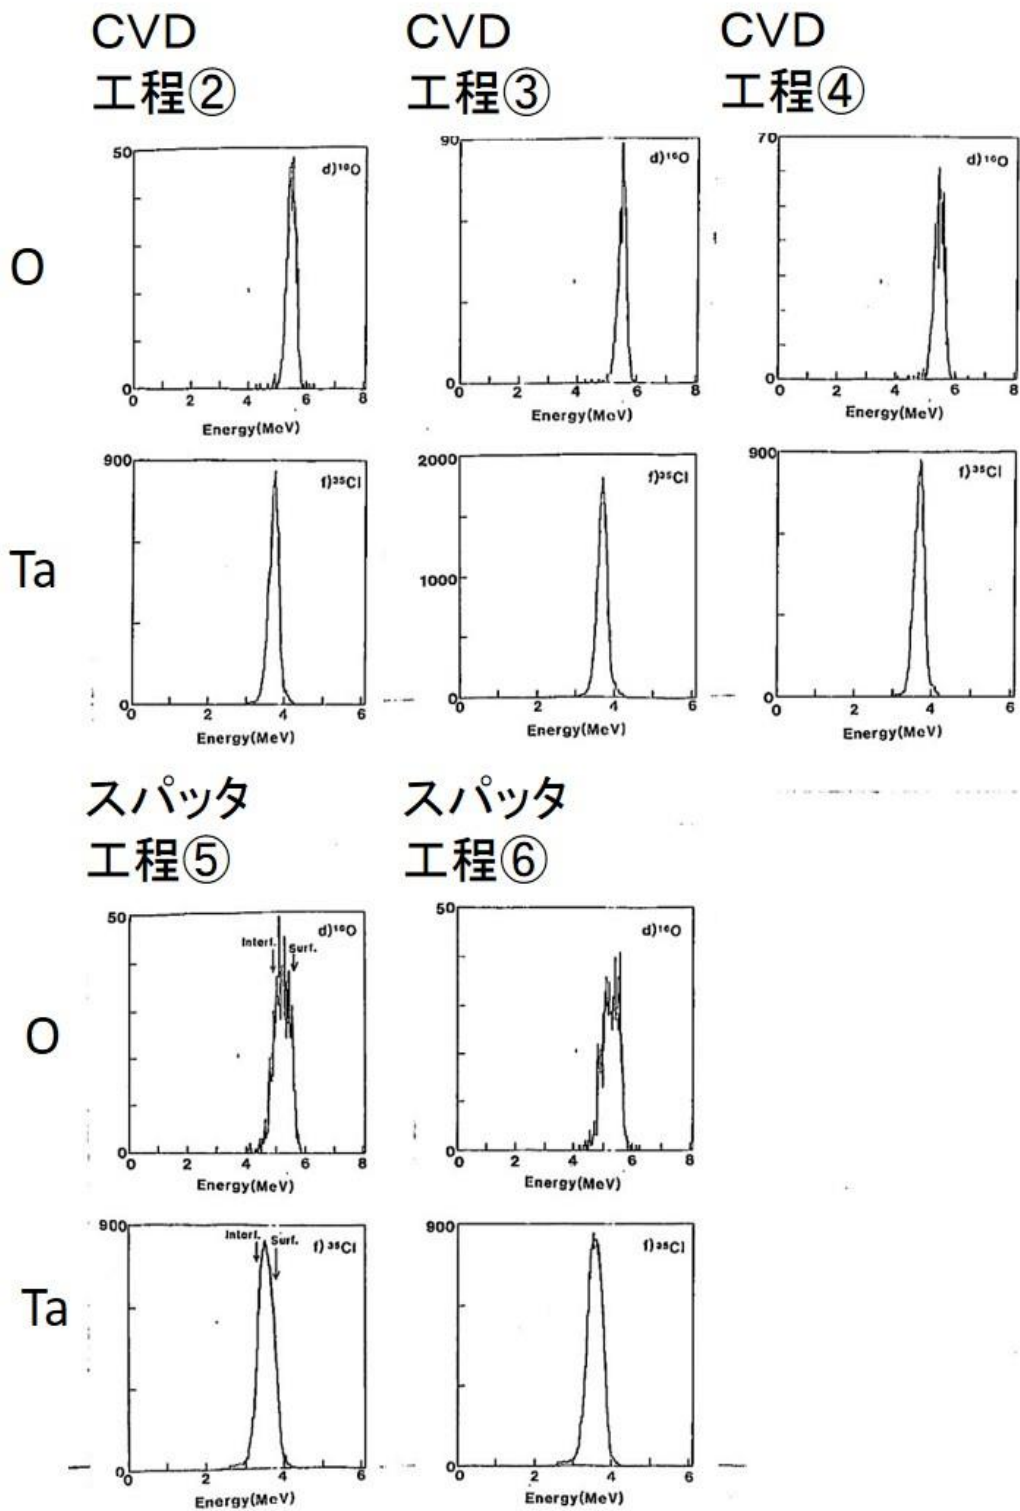 CVD
工程②
CVD
工程③
CVD
工程④
O
50
d)¹⁶O
0
0 2 4 6 8
Energy(MeV)
90
d)¹⁶O
0
0 2 4 6 8
Energy(MeV)
70
d)¹⁶O
0
0 2 4 6 8
Energy(MeV)
Ta
900
f)³⁵Cl
0
0 2 4 6
Energy(MeV)
2000
1000
f)³⁵Cl
0
0 2 4 6
Energy(MeV)
900
f)³⁵Cl
0
0 2 4 6
Energy(MeV)
スパッタ
工程⑤
スパッタ
工程⑥
O
50
d)¹⁶O
Interf. Surf.
0
0 2 4 6 8
Energy(MeV)
50
d)¹⁶O
0
0 2 4 6 8
Energy(MeV)
Ta
900
Interf. Surf. f)³⁵Cl
0
0 2 4 6
Energy(MeV)
900
f)³⁵Cl
0
0 2 4 6
Energy(MeV)